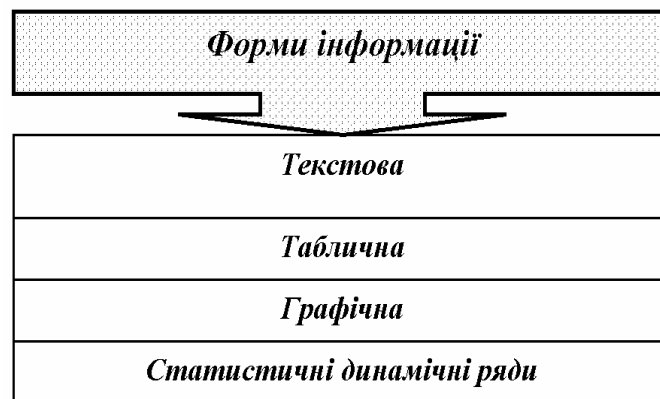 Форми інформації
Текстова
Таблична
Графічна
Статистичні динамічні ряди